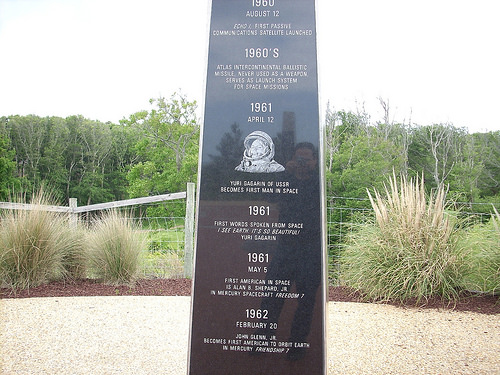 1960
AUGUST 12
ECHO I, FIRST PASSIVE
COMMUNICATIONS SATELLITE LAUNCHED
1960'S
ATLAS INTERCONTINENTAL BALLISTIC
MISSILE, NEVER USED AS A WEAPON,
SERVES AS LAUNCH SYSTEM
FOR SPACE MISSIONS
1961
APRIL 12
YURI GAGARIN OF USSR
BECOMES FIRST MAN IN SPACE
1961
FIRST WORDS SPOKEN FROM SPACE
I SEE EARTH. IT'S SO BEAUTIFUL!
YURI GAGARIN
1961
MAY 5
FIRST AMERICAN IN SPACE
IS ALAN B. SHEPARD, JR.
IN MERCURY SPACECRAFT FREEDOM 7
1962
FEBRUARY 20
JOHN GLENN, JR.
BECOMES FIRST AMERICAN TO ORBIT EARTH
IN MERCURY FRIENDSHIP 7